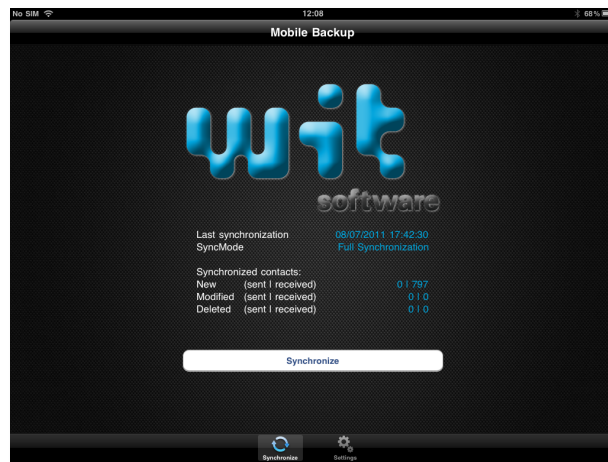 No SIM 12:08 68%
Mobile Backup
wit
software
Last synchronization 08/07/2011 17:42:30
SyncMode Full Synchronization
Synchronized contacts:
New (sent | received) 0 | 797
Modified (sent | received) 0 | 0
Deleted (sent | received) 0 | 0
Synchronize
Synchronize Settings